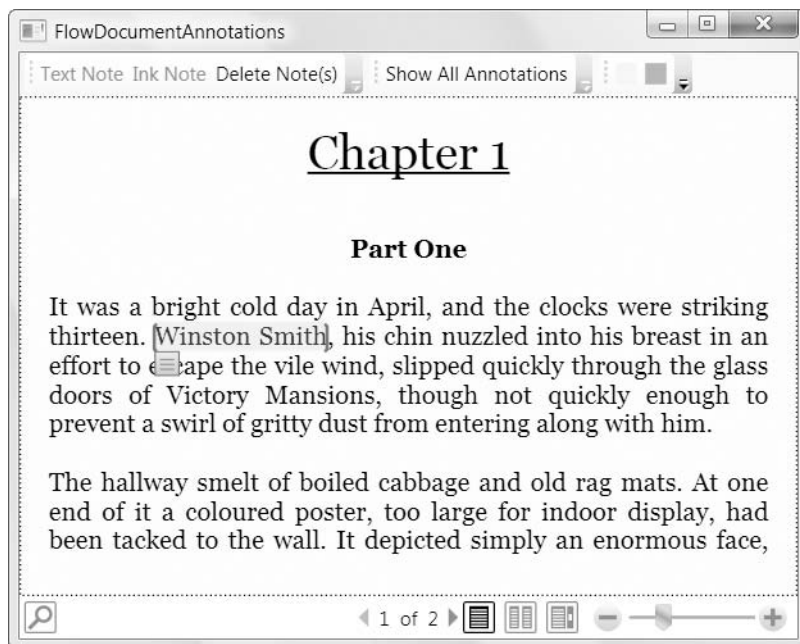 FlowDocumentAnnotations
Text Note Ink Note Delete Note(s) Show All Annotations
Chapter 1
Part One
It was a bright cold day in April, and the clocks were striking
thirteen. Winston Smith, his chin nuzzled into his breast in an
effort to the vile wind, slipped quickly through the glass
doors of Victory Mansions, though not quickly enough to
prevent a swirl of gritty dust from entering along with him.
The hallway smelt of boiled cabbage and old rag mats. At one
end of it a coloured poster, too large for indoor display, had
been tacked to the wall. It depicted simply an enormous face,
1 of 2